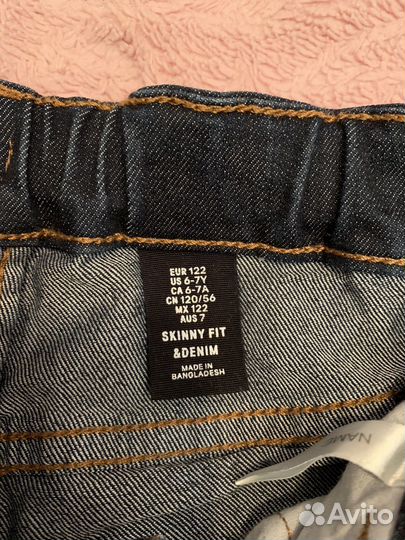 EUR 122
US 6-7Y
CA 6-7A
CN 120/56
MX 122
AUS 7
SKINNY FIT
&DENIM
MADE IN
BANGLADESH
NAME
Avito